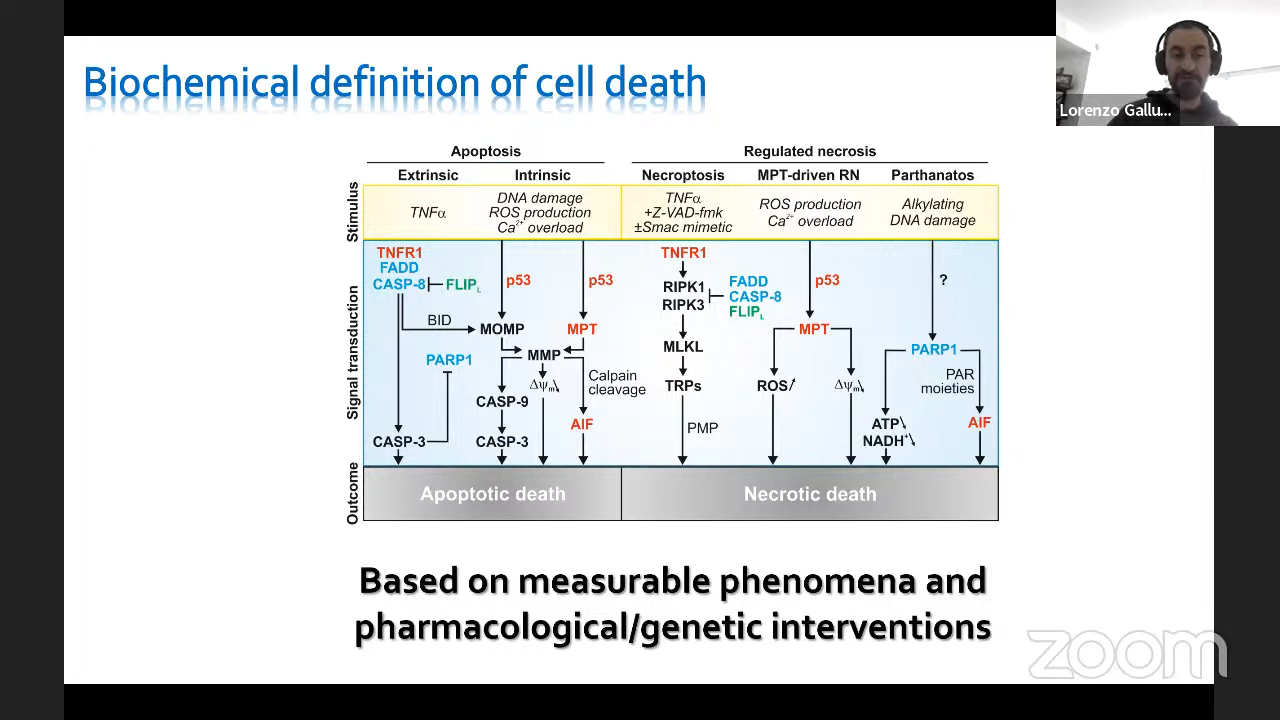 Biochemical definition of cell death
Lorenzo Gallu...
Apoptosis
Regulated necrosis
Extrinsic
Intrinsic
Necroptosis
MPT-driven RN
Parthanatos
Stimulus
TNFα
DNA damage
ROS production
Ca²⁺ overload
TNFα
+Z-VAD-fmk
±Smac mimetic
ROS production
Ca²⁺ overload
Alkylating
DNA damage
Signal transduction
TNFR1
FADD
CASP-8
FLIPL
BID
PARP1
CASP-3
p53
p53
MOMP
MPT
MMP
Δψm
Calpain
cleavage
CASP-9
AIF
CASP-3
TNFR1
RIPK1
RIPK3
FADD
CASP-8
FLIPL
MLKL
TRPs
PMP
p53
MPT
ROS
Δψm
?
PARP1
PAR
moieties
ATP
NADH⁺
AIF
Outcome
Apoptotic death
Necrotic death
Based on measurable phenomena and
pharmacological/genetic interventions
zoom